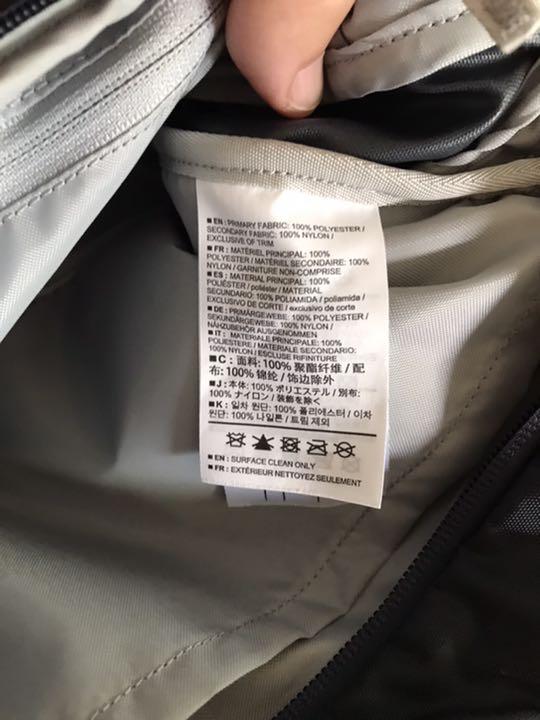 ■ EN: PRIMARY FABRIC: 100% POLYESTER /
SECONDARY FABRIC: 100% NYLON /
EXCLUSIVE OF TRIM
■ FR: MATÉRIEL PRINCIPAL: 100%
POLYESTER / MATÉRIEL SECONDAIRE: 100%
NYLON / GARNITURE NON-COMPRISE
■ ES: MATERIAL PRINCIPAL: 100%
POLIÉSTER / poliéster / MATERIAL
SECUNDARIO: 100% POLIAMIDA / poliamida /
EXCLUSIVO DE CORTE / exclusivo de corte
■ DE: PRIMÄRGEWEBE: 100% POLYESTER /
SEKUNDÄRGEWEBE: 100% NYLON /
NÄHZUBEHÖR AUSGENOMMEN
■ IT: MATERIALE PRINCIPALE: 100%
POLIESTERE / MATERIALE SECONDARIO:
100% NYLON / ESCLUSE RIFINITURE
■ C: 面料: 100% 聚酯纤维 / 配
布: 100% 锦纶 / 饰边除外
■ J: 本体: 100% ポリエステル / 別布:
100% ナイロン / 装飾を除く
■ K: 일차 원단: 100% 폴리에스터 / 이차
원단: 100% 나일론 / 트림 제외
■ EN: SURFACE CLEAN ONLY
■ FR: EXTÉRIEUR NETTOYEZ SEULEMENT